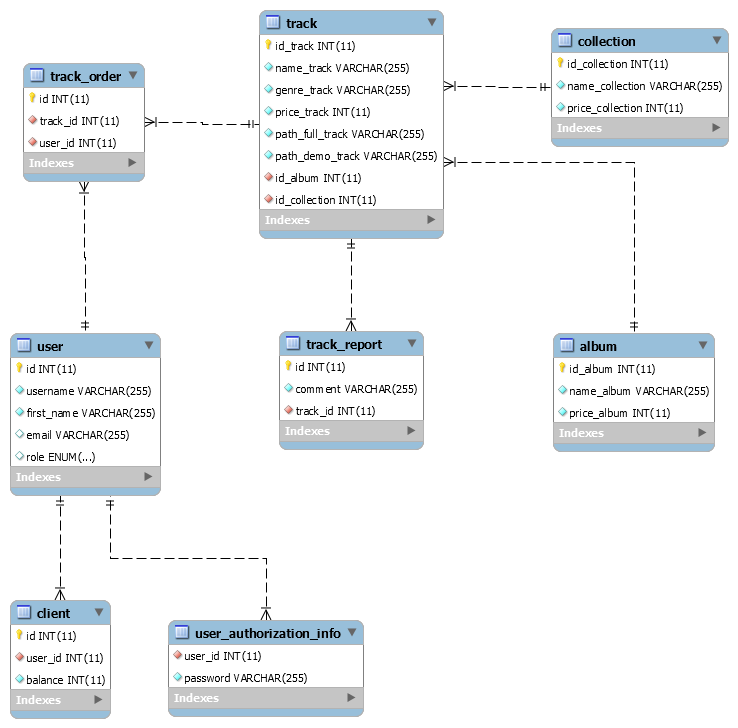 track
id_track INT(11)
name_track VARCHAR(255)
genre_track VARCHAR(255)
price_track INT(11)
path_full_track VARCHAR(255)
path_demo_track VARCHAR(255)
id_album INT(11)
id_collection INT(11)
Indexes
collection
id_collection INT(11)
name_collection VARCHAR(255)
price_collection INT(11)
Indexes
track_order
id INT(11)
track_id INT(11)
user_id INT(11)
Indexes
user
id INT(11)
username VARCHAR(255)
first_name VARCHAR(255)
email VARCHAR(255)
role ENUM(...)
Indexes
track_report
id INT(11)
comment VARCHAR(255)
track_id INT(11)
Indexes
album
id_album INT(11)
name_album VARCHAR(255)
price_album INT(11)
Indexes
client
id INT(11)
user_id INT(11)
balance INT(11)
Indexes
user_authorization_info
user_id INT(11)
password VARCHAR(255)
Indexes